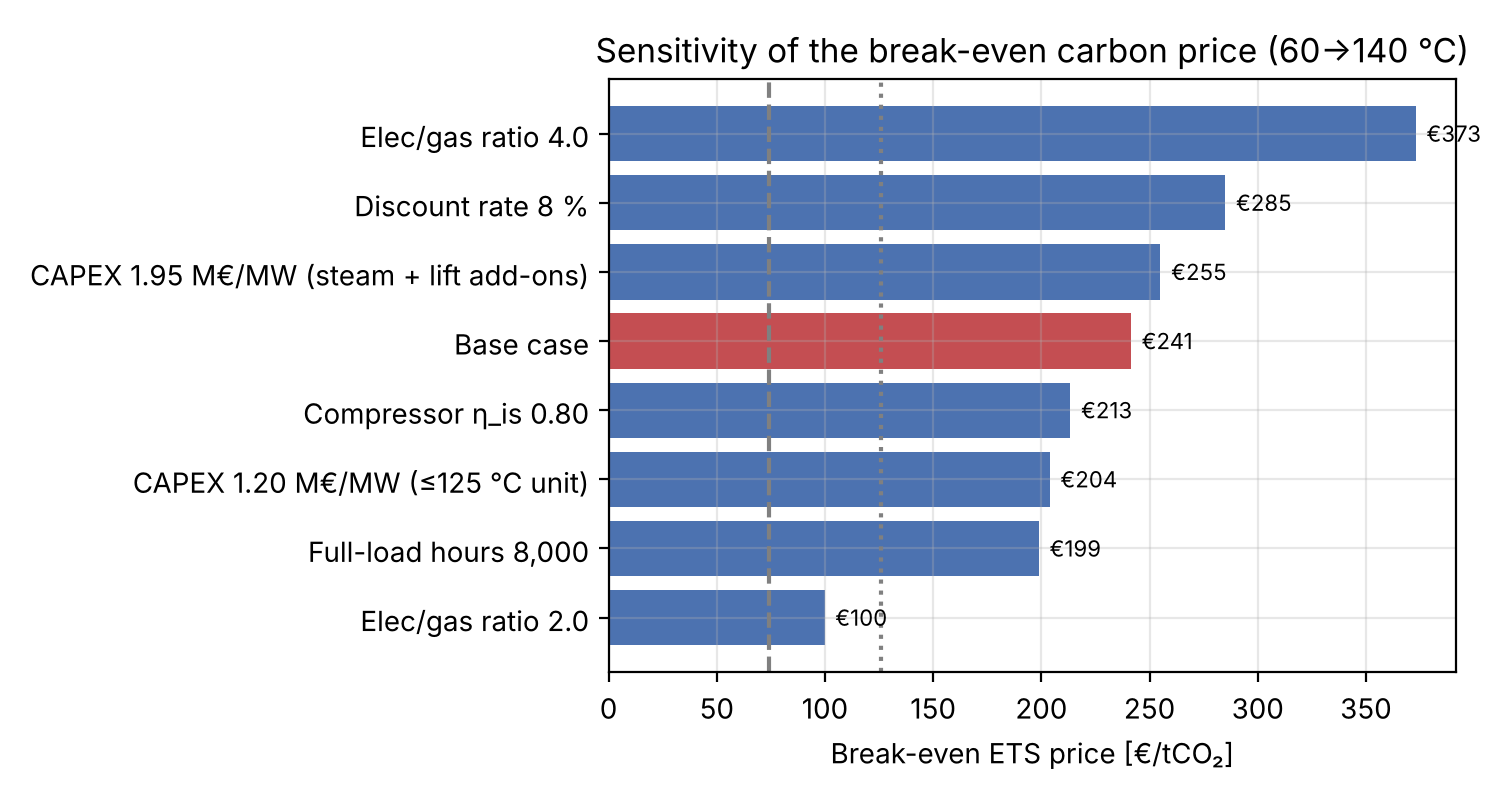 Sensitivity of the break-even carbon price (60→140 °C)
Elec/gas ratio 4.0 €373
Discount rate 8 % €285
CAPEX 1.95 M€/MW (steam + lift add-ons) €255
Base case €241
Compressor η_is 0.80 €213
CAPEX 1.20 M€/MW (≤125 °C unit) €204
Full-load hours 8,000 €199
Elec/gas ratio 2.0 €100
0 50 100 150 200 250 300 350
Break-even ETS price [€/tCO₂]